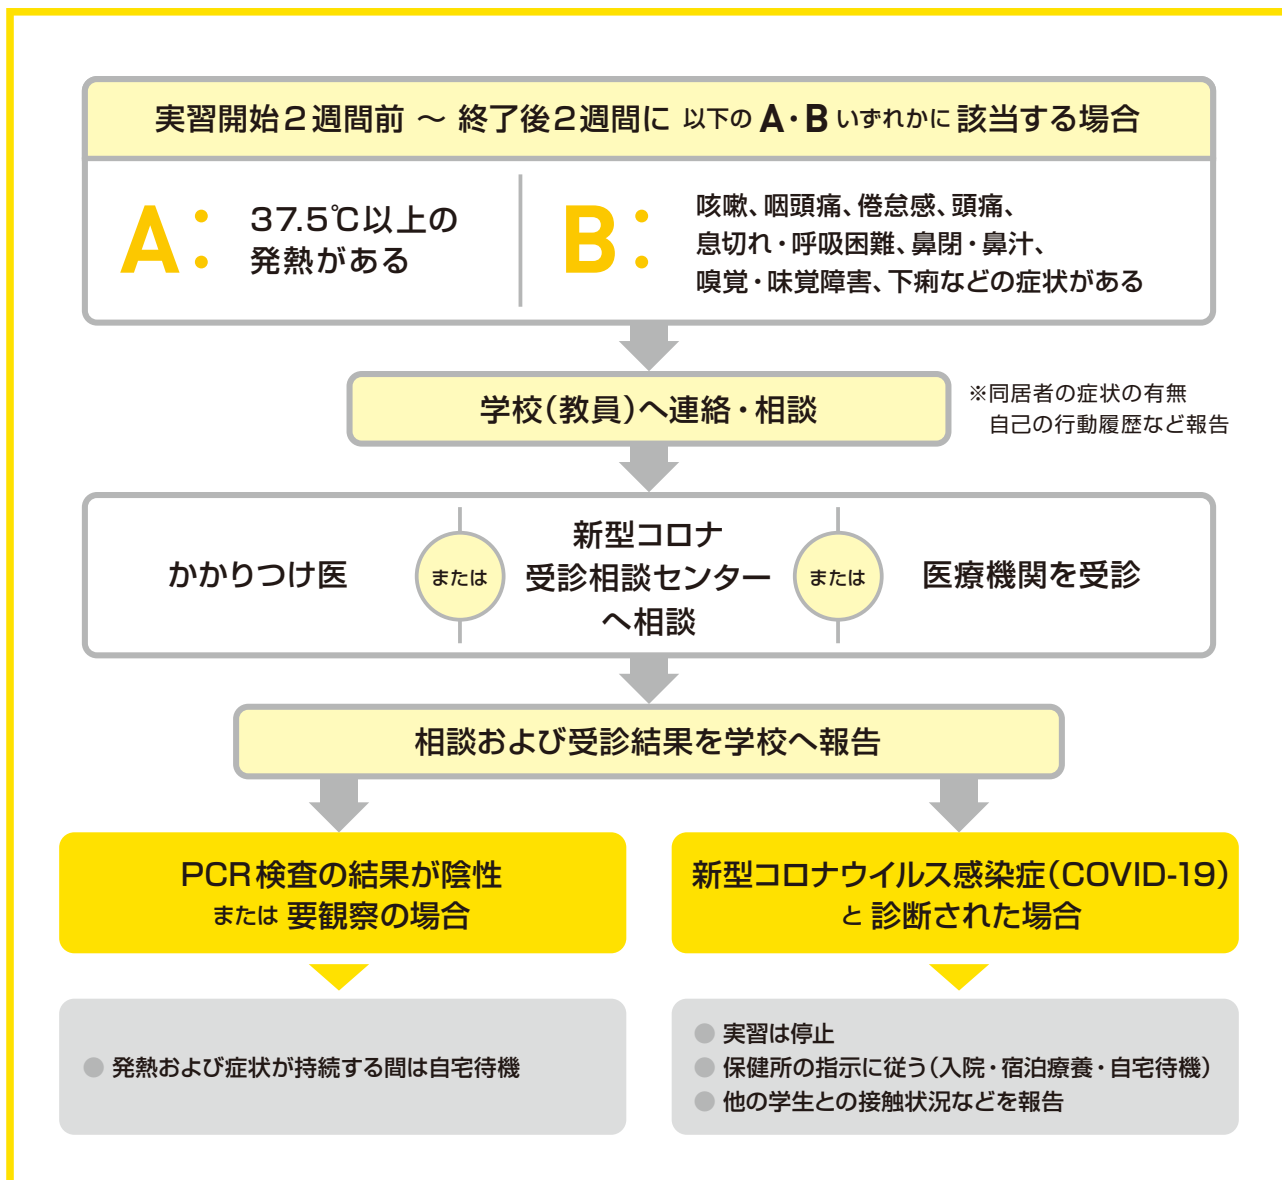 実習開始2週間前 ～ 終了後2週間に 以下の A・B いずれかに 該当する場合
A：
37.5℃以上の
発熱がある
B：
咳嗽、咽頭痛、倦怠感、頭痛、
息切れ・呼吸困難、鼻閉・鼻汁、
嗅覚・味覚障害、下痢などの症状がある
学校（教員）へ連絡・相談
※同居者の症状の有無
自己の行動履歴など報告
かかりつけ医
または
新型コロナ
受診相談センター
へ相談
または
医療機関を受診
相談および受診結果を学校へ報告
PCR検査の結果が陰性
または 要観察の場合
● 発熱および症状が持続する間は自宅待機
新型コロナウイルス感染症（COVID-19）
と 診断された場合
● 実習は停止
● 保健所の指示に従う（入院・宿泊療養・自宅待機）
● 他の学生との接触状況などを報告